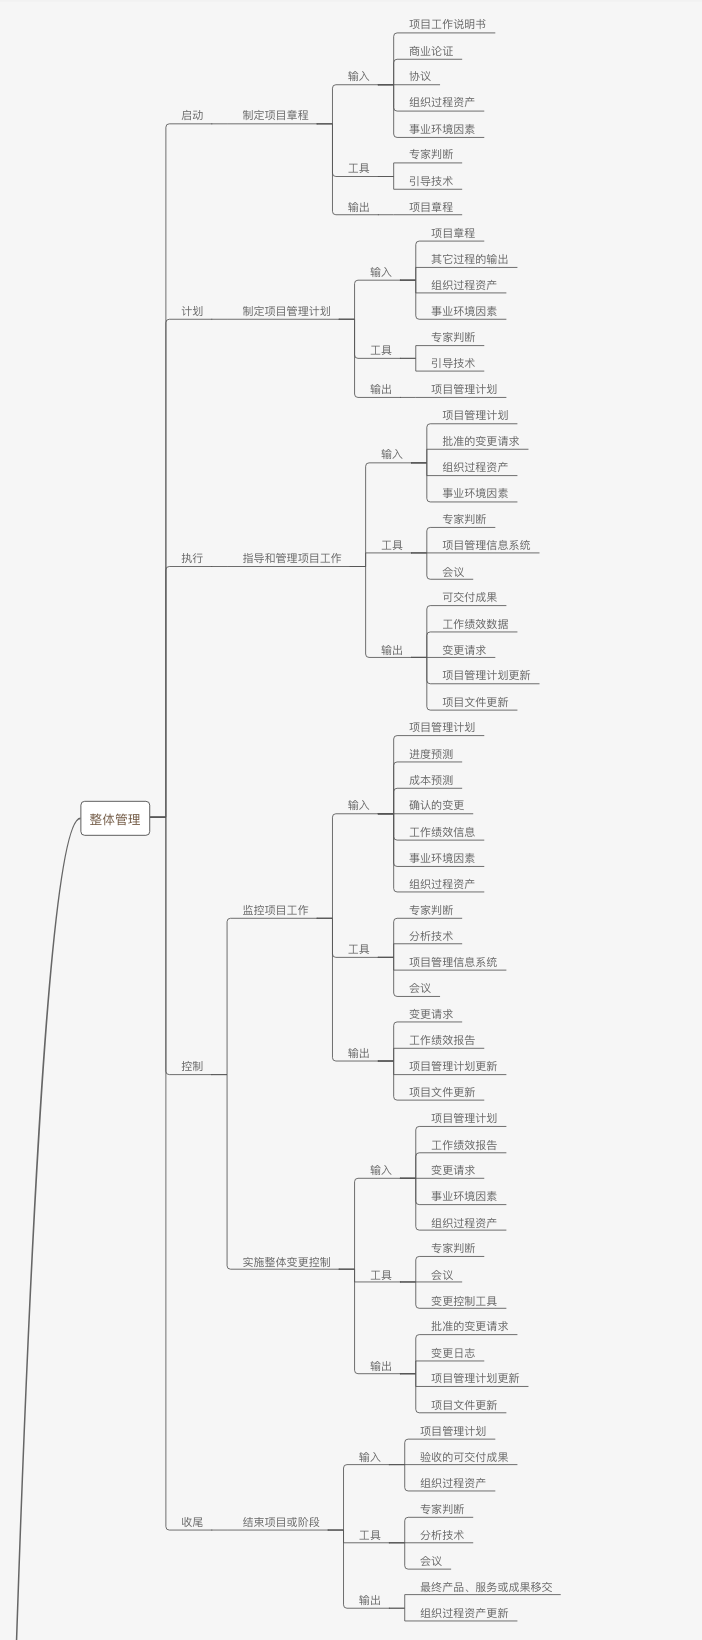 整体管理
启动
制定项目章程
输入
项目工作说明书
商业论证
协议
组织过程资产
事业环境因素
工具
专家判断
引导技术
输出
项目章程
计划
制定项目管理计划
输入
项目章程
其它过程的输出
组织过程资产
事业环境因素
工具
专家判断
引导技术
输出
项目管理计划
执行
指导和管理项目工作
输入
项目管理计划
批准的变更请求
组织过程资产
事业环境因素
工具
专家判断
项目管理信息系统
会议
输出
可交付成果
工作绩效数据
变更请求
项目管理计划更新
项目文件更新
控制
监控项目工作
输入
项目管理计划
进度预测
成本预测
确认的变更
工作绩效信息
事业环境因素
组织过程资产
工具
专家判断
分析技术
项目管理信息系统
会议
输出
变更请求
工作绩效报告
项目管理计划更新
项目文件更新
实施整体变更控制
输入
项目管理计划
工作绩效报告
变更请求
事业环境因素
组织过程资产
工具
专家判断
会议
变更控制工具
输出
批准的变更请求
变更日志
项目管理计划更新
项目文件更新
收尾
结束项目或阶段
输入
项目管理计划
验收的可交付成果
组织过程资产
工具
专家判断
分析技术
会议
输出
最终产品、服务或成果移交
组织过程资产更新